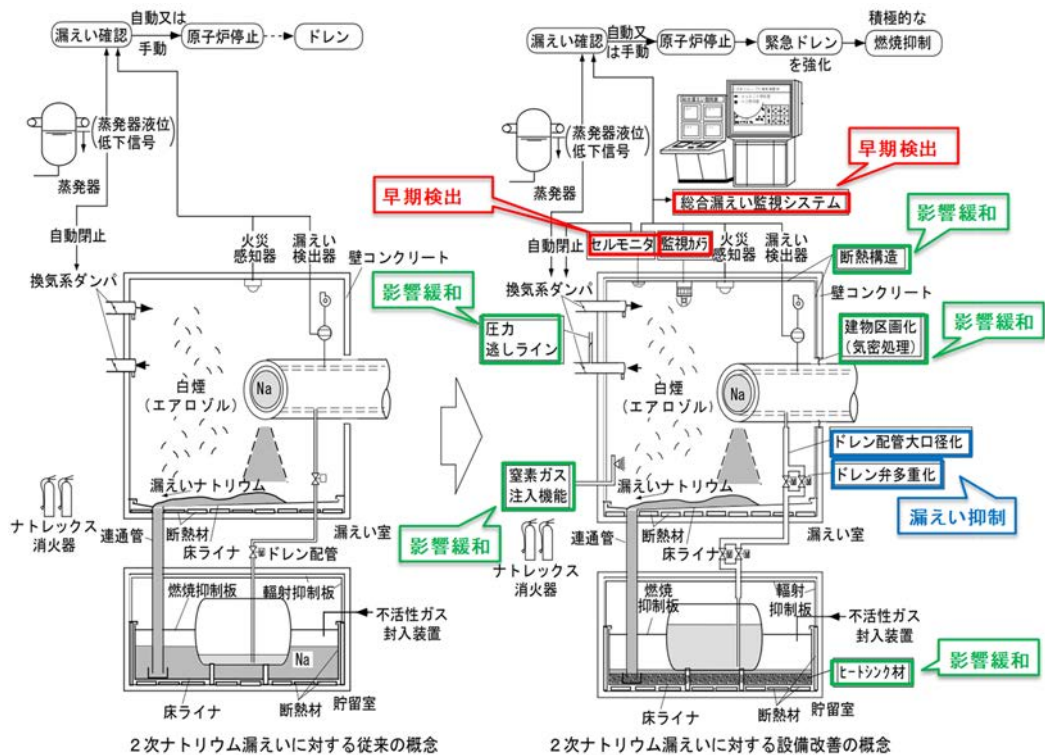 漏えい確認
自動又は
手動
原子炉停止
ドレン
(蒸発器液位
低下信号)
蒸発器
自動閉止
火災
感知器
漏えい
検出器
壁コンクリート
換気系ダンパ
白煙
(エアロゾル)
Na
漏えいナトリウム
ナトレックス
消火器
連通管
断熱材
床ライナ
漏えい室
ドレン配管
燃焼抑制板
輻射抑制板
不活性ガス
封入装置
Na
床ライナ
断熱材
貯留室
2次ナトリウム漏えいに対する従来の概念
漏えい確認
自動又
は手動
原子炉停止
緊急ドレン
を強化
積極的な
燃焼抑制
(蒸発器液位
低下信号)
蒸発器
早期検出
早期検出
総合漏えい監視システム
影響緩和
自動閉止
セルモニタ
監視カメラ
火災
感知器
漏えい
検出器
断熱構造
壁コンクリート
換気系ダンパ
影響緩和
圧力
逃しライン
建物区画化
(気密処理)
影響緩和
白煙
(エアロゾル)
Na
ドレン配管大口径化
ドレン弁多重化
漏えい抑制
窒素ガス
注入機能
影響緩和
漏えいナトリウム
ナトレックス
消火器
連通管
断熱材
床ライナ
漏えい室
燃焼
抑制板
輻射
抑制板
不活性ガス
封入装置
ヒートシンク材
影響緩和
床ライナ
断熱材
貯留室
2次ナトリウム漏えいに対する設備改善の概念